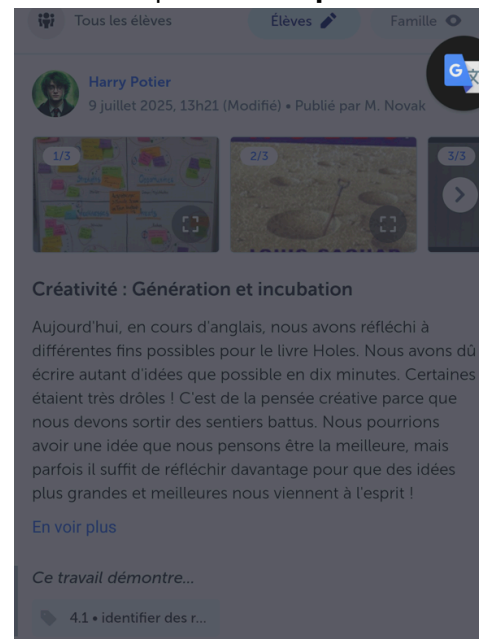 Tous les élèves
Élèves
Famille
Harry Potier
9 juillet 2025, 13h21 (Modifié) • Publié par M. Novak
1/3
2/3
3/3
Créativité : Génération et incubation
Aujourd'hui, en cours d'anglais, nous avons réfléchi à
différentes fins possibles pour le livre Holes. Nous avons dû
écrire autant d'idées que possible en dix minutes. Certaines
étaient très drôles ! C'est de la pensée créative parce que
nous devons sortir des sentiers battus. Nous pourrions
avoir une idée que nous pensons être la meilleure, mais
parfois il suffit de réfléchir davantage pour que des idées
plus grandes et meilleures nous viennent à l'esprit !
En voir plus
Ce travail démontre...
4.1 • identifier des r...